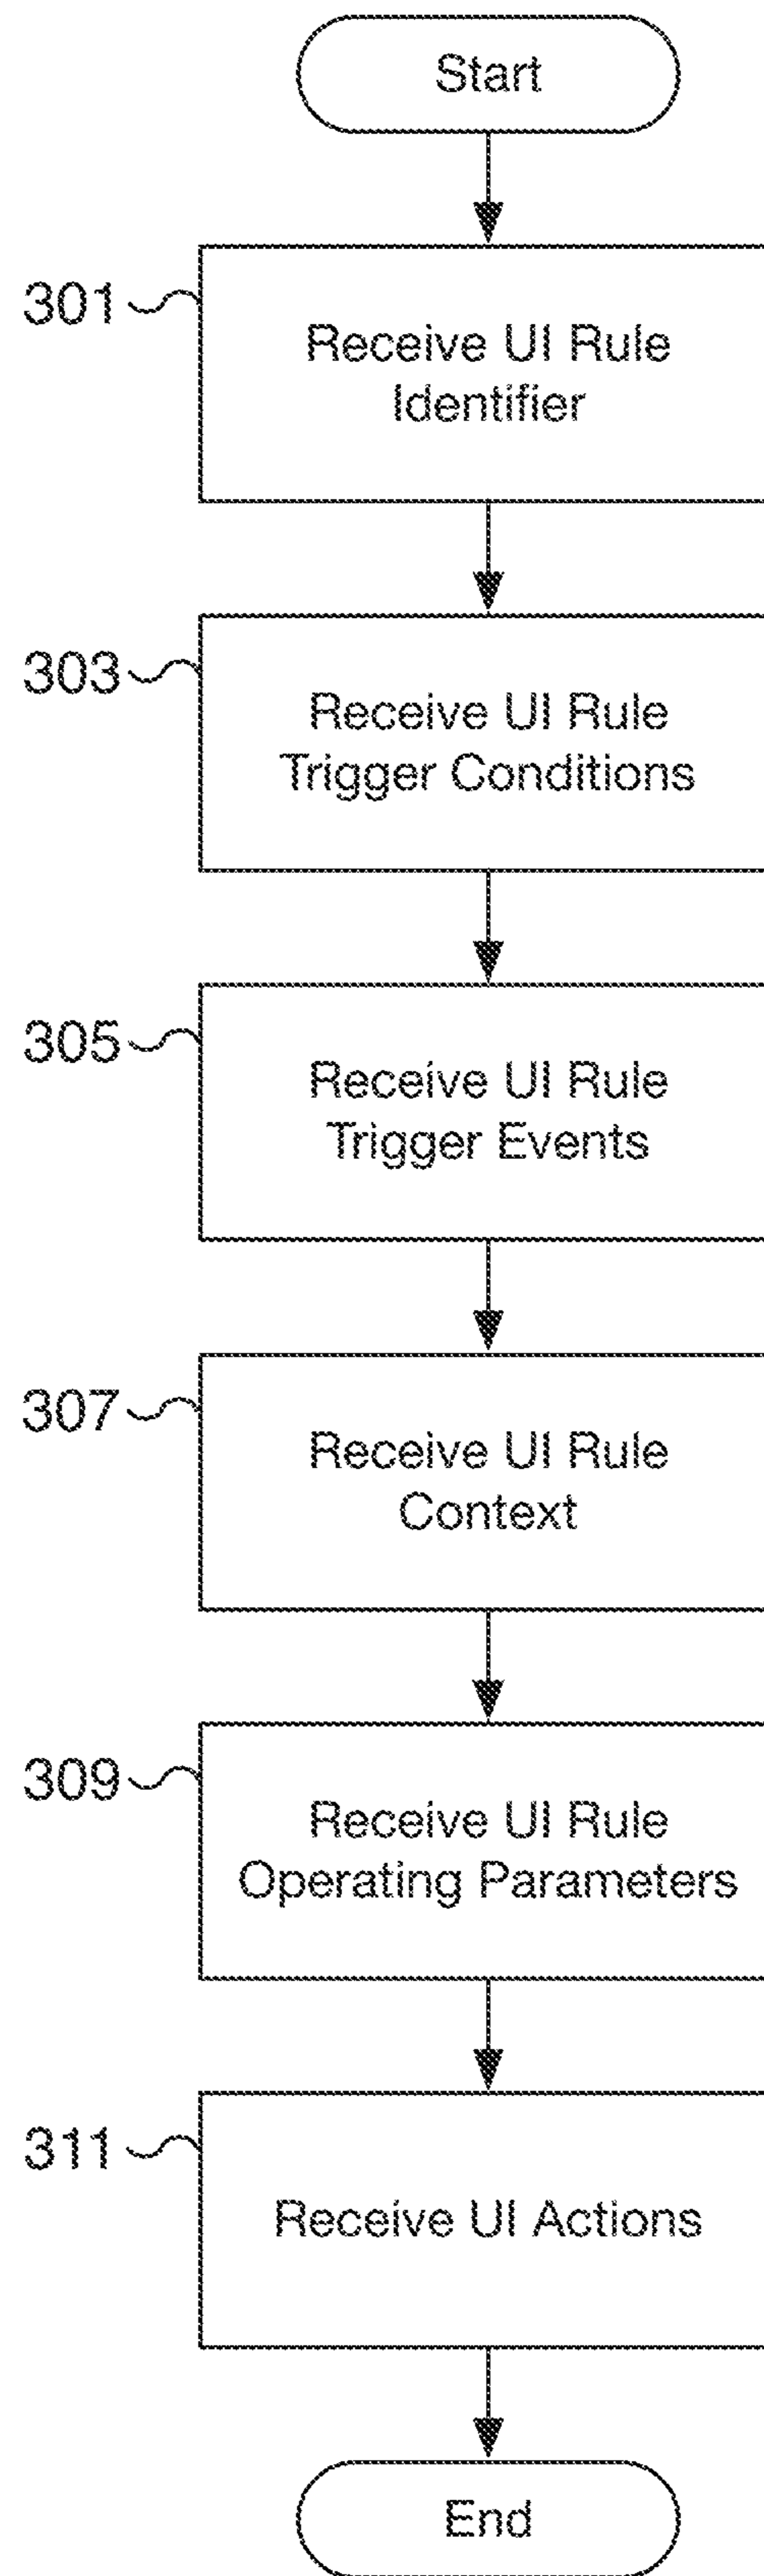 Start
301
Receive UI Rule
Identifier
303
Receive UI Rule
Trigger Conditions
305
Receive UI Rule
Trigger Events
307
Receive UI Rule
Context
309
Receive UI Rule
Operating Parameters
311
Receive UI Actions
End